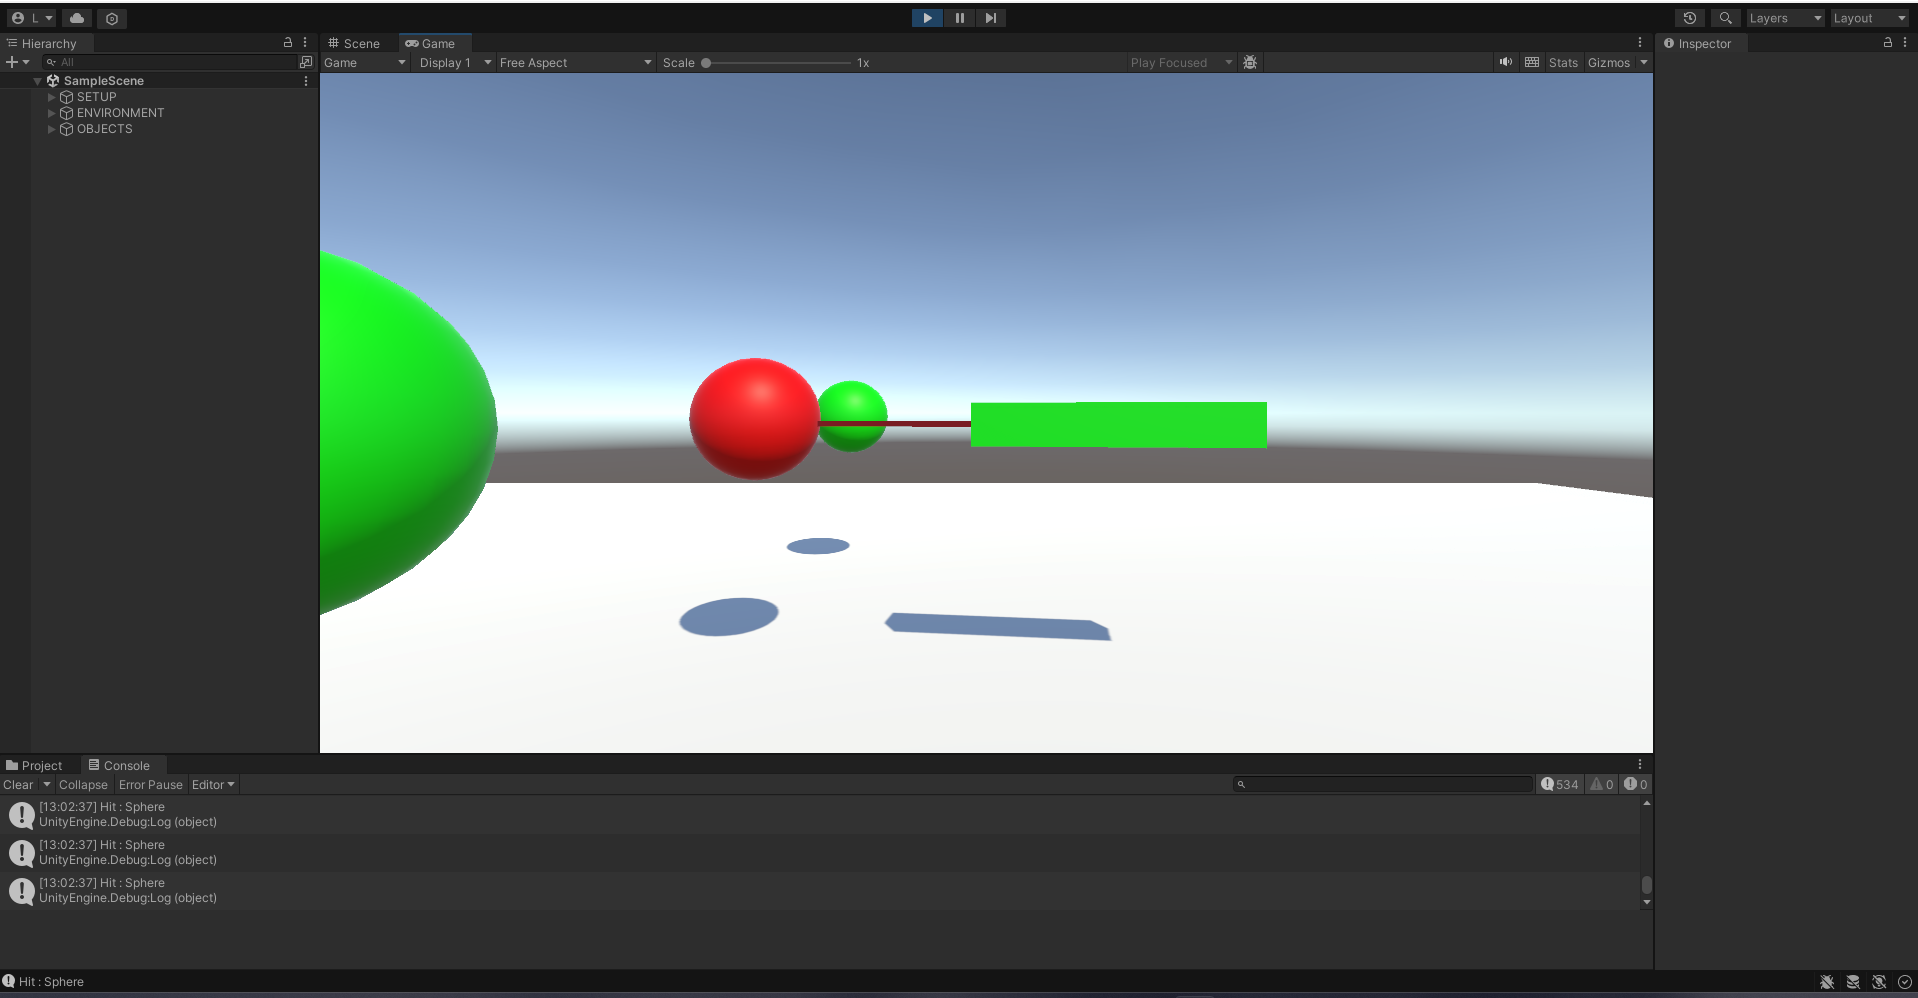 L
Hierarchy
Scene
Game
Inspector
Layers
Layout
All
Game
Display 1
Free Aspect
Scale
1x
Play Focused
Stats
Gizmos
SampleScene
SETUP
ENVIRONMENT
OBJECTS
Project
Console
Clear
Collapse
Error Pause
Editor
534
0
0
[13:02:37] Hit : Sphere
UnityEngine.Debug:Log (object)
[13:02:37] Hit : Sphere
UnityEngine.Debug:Log (object)
[13:02:37] Hit : Sphere
UnityEngine.Debug:Log (object)
Hit : Sphere